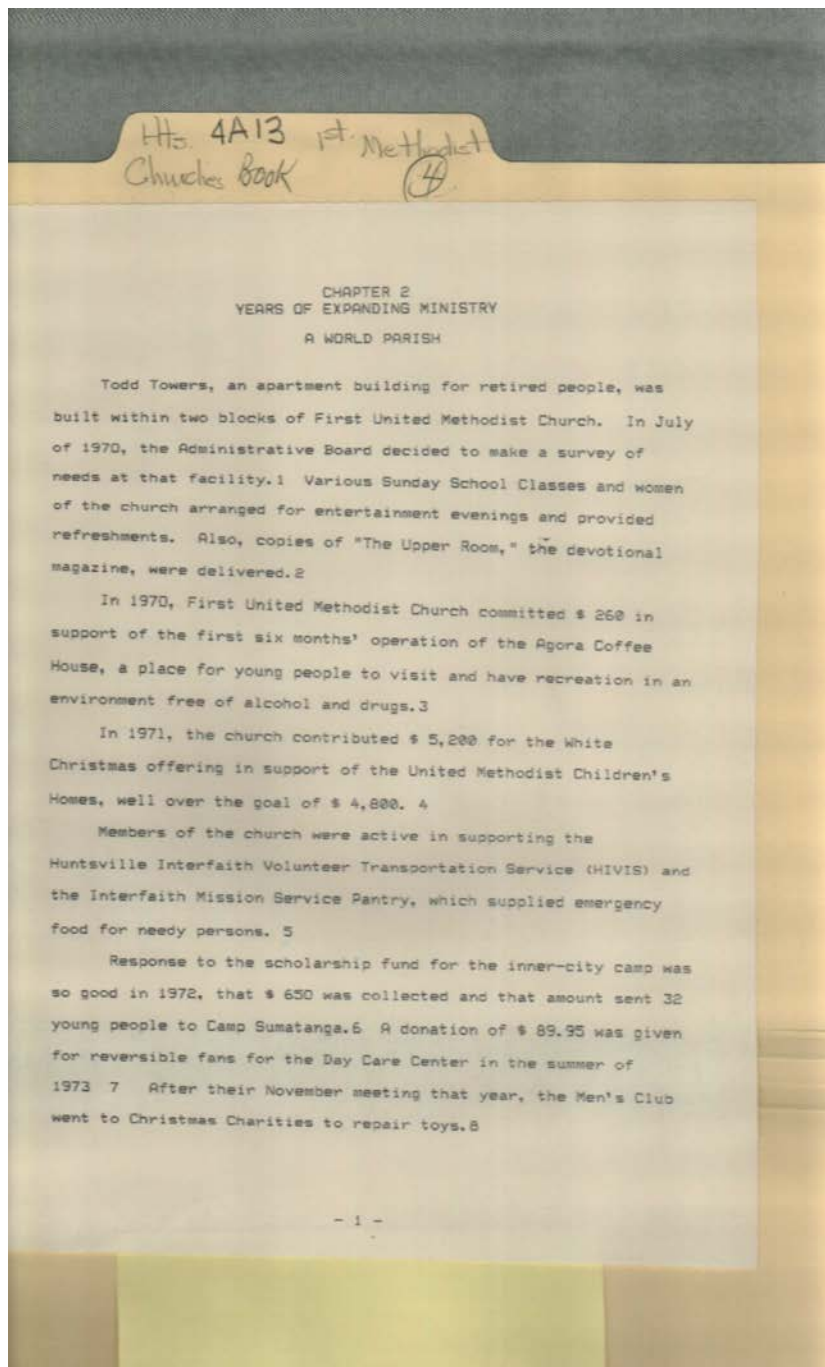 Hts. 4A13 1st. Methodist
Churches Book 4
CHAPTER 2
YEARS OF EXPANDING MINISTRY
A WORLD PARISH
Todd Towers, an apartment building for retired people, was
built within two blocks of First United Methodist Church. In July
of 1970, the Administrative Board decided to make a survey of
needs at that facility.1 Various Sunday School Classes and women
of the church arranged for entertainment evenings and provided
refreshments. Also, copies of "The Upper Room," the devotional
magazine, were delivered.2
In 1970, First United Methodist Church committed $ 260 in
support of the first six months' operation of the Agora Coffee
House, a place for young people to visit and have recreation in an
environment free of alcohol and drugs.3
In 1971, the church contributed $ 5,200 for the White
Christmas offering in support of the United Methodist Children's
Homes, well over the goal of $ 4,800. 4
Members of the church were active in supporting the
Huntsville Interfaith Volunteer Transportation Service (HIVIS) and
the Interfaith Mission Service Pantry, which supplied emergency
food for needy persons. 5
Response to the scholarship fund for the inner-city camp was
so good in 1972, that $ 650 was collected and that amount sent 32
young people to Camp Sumatanga.6 A donation of $ 89.95 was given
for reversible fans for the Day Care Center in the summer of
1973 7 After their November meeting that year, the Men's Club
went to Christmas Charities to repair toys.8
- 1 -